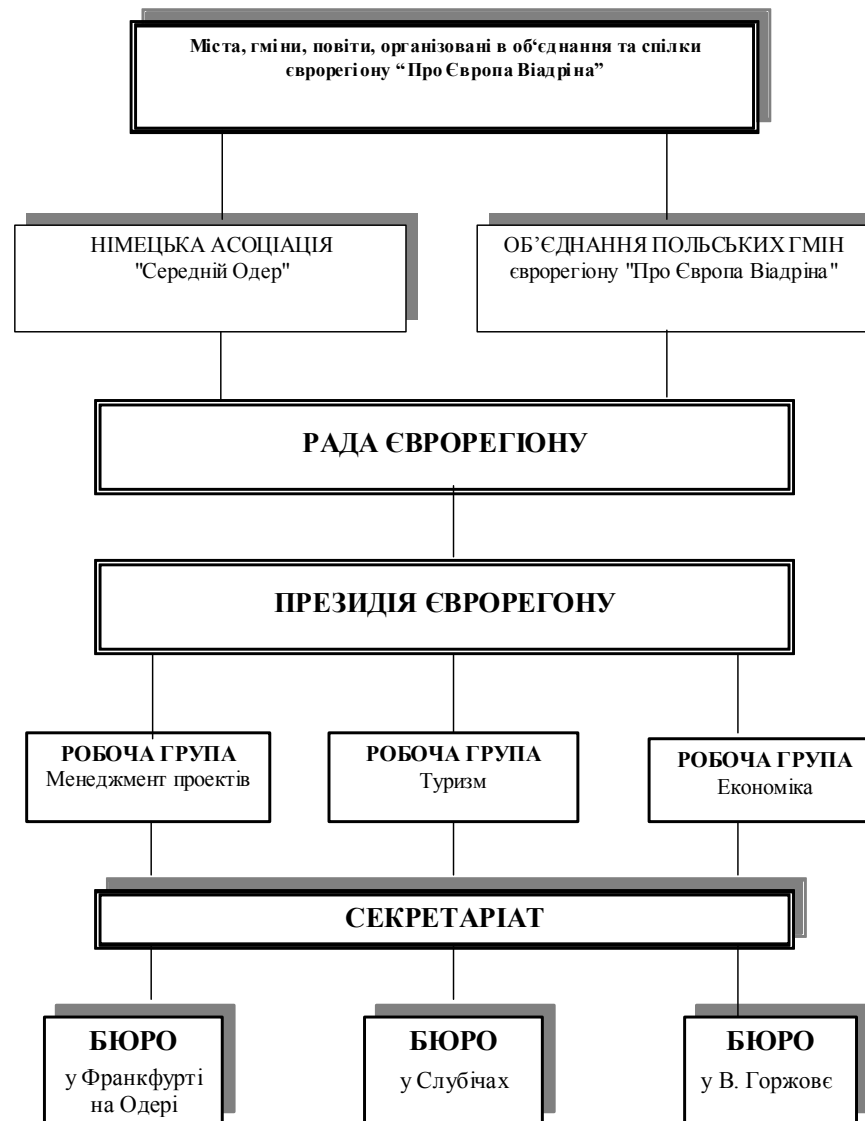 Міста, гміни, повіти, організовані в об‘єднання та спілки
єврорегіону “Про Європа Віадріна”
НІМЕЦЬКА АСОЦІАЦІЯ
"Середній Одер"
ОБ’ЄДНАННЯ ПОЛЬСЬКИХ ГМІН
єврорегіону "Про Європа Віадріна"
РАДА ЄВРОРЕГІОНУ
ПРЕЗИДІЯ ЄВРОРЕГОНУ
РОБОЧА ГРУПА
Менеджмент проектів
РОБОЧА ГРУПА
Туризм
РОБОЧА ГРУПА
Економіка
СЕКРЕТАРІАТ
БЮРО
у Франкфурті
на Одері
БЮРО
у Слубічах
БЮРО
у В. Горжовє